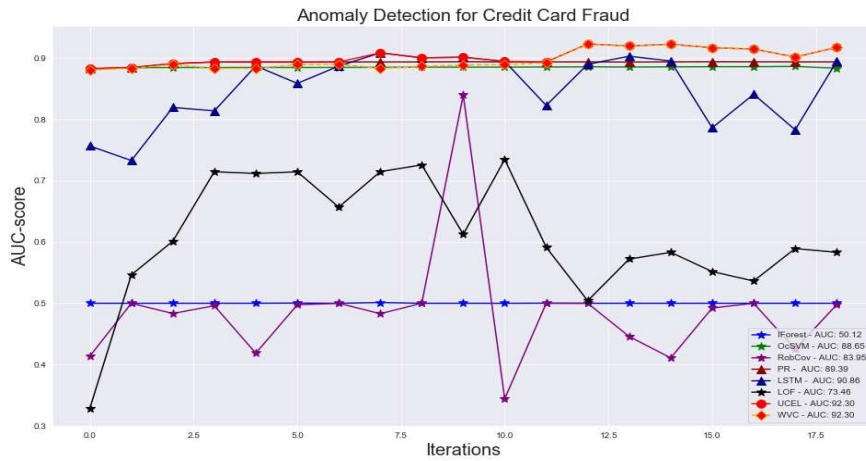 Anomaly Detection for Credit Card Fraud
0.9
0.8
0.7
0.6
0.5
0.4
0.3
AUC-score
0.0 2.5 5.0 7.5 10.0 12.5 15.0 17.5
Iterations
IForest - AUC: 50.12
OcSVM - AUC: 88.65
RobCov - AUC: 83.95
PR - AUC: 89.39
LSTM - AUC: 90.86
LOF - AUC: 73.46
UCEL - AUC:92.30
WVC - AUC: 92.30